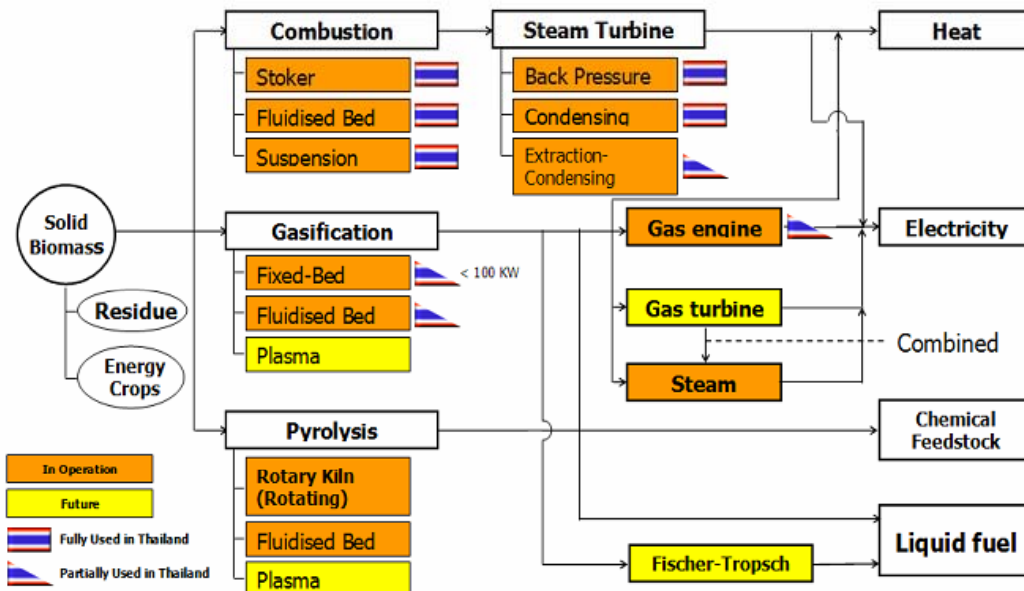 Combustion
Steam Turbine
Heat
Stoker
Back Pressure
Fluidised Bed
Condensing
Suspension
Extraction-
Condensing
Solid
Biomass
Gasification
Gas engine
Electricity
Fixed-Bed
< 100 KW
Residue
Fluidised Bed
Gas turbine
Plasma
Combined
Energy
Crops
Steam
Pyrolysis
Chemical
Feedstock
In Operation
Rotary Kiln
(Rotating)
Future
Fully Used in Thailand
Fluidised Bed
Liquid fuel
Partially Used in Thailand
Plasma
Fischer-Tropsch